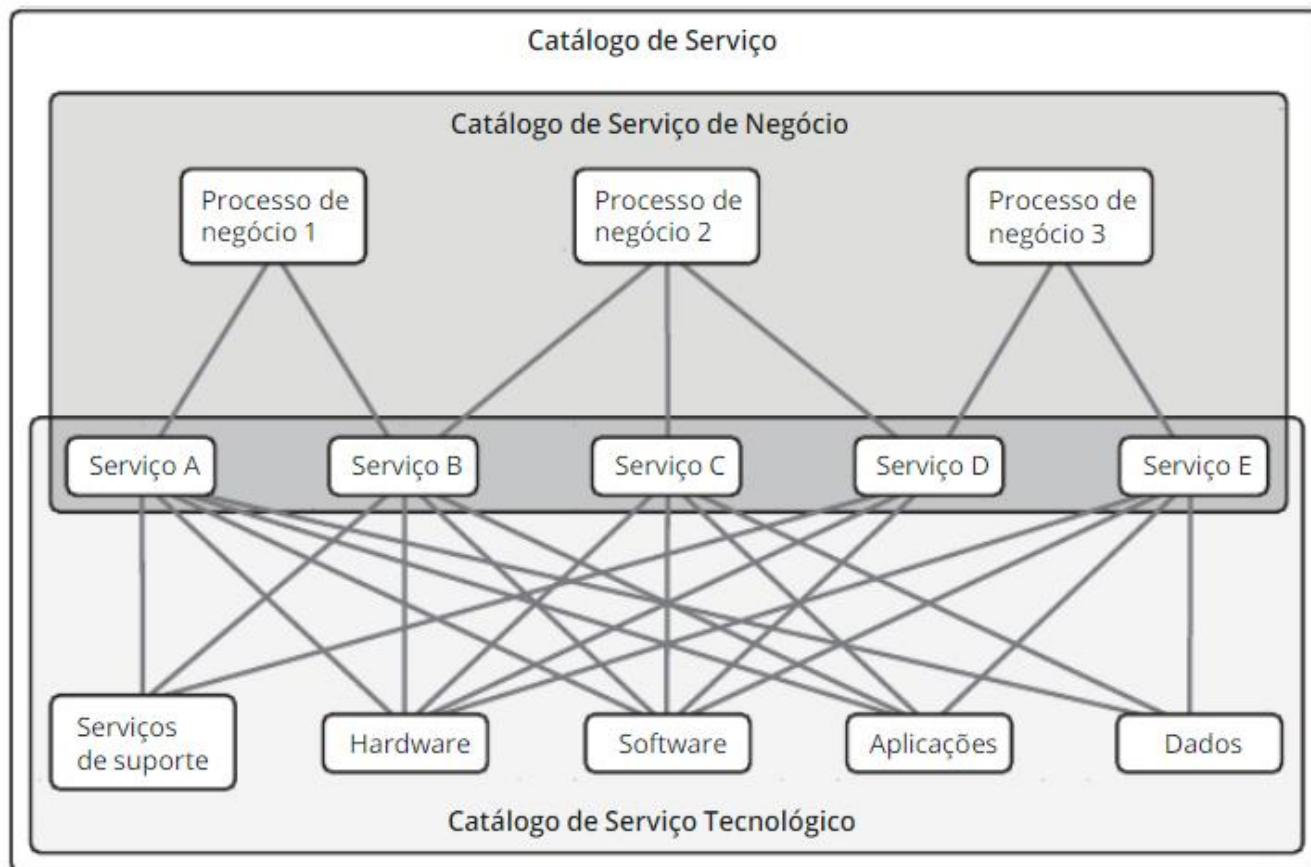 Catálogo de Serviço
Catálogo de Serviço de Negócio
Processo de
negócio 1
Processo de
negócio 2
Processo de
negócio 3
Serviço A
Serviço B
Serviço C
Serviço D
Serviço E
Serviços
de suporte
Hardware
Software
Aplicações
Dados
Catálogo de Serviço Tecnológico